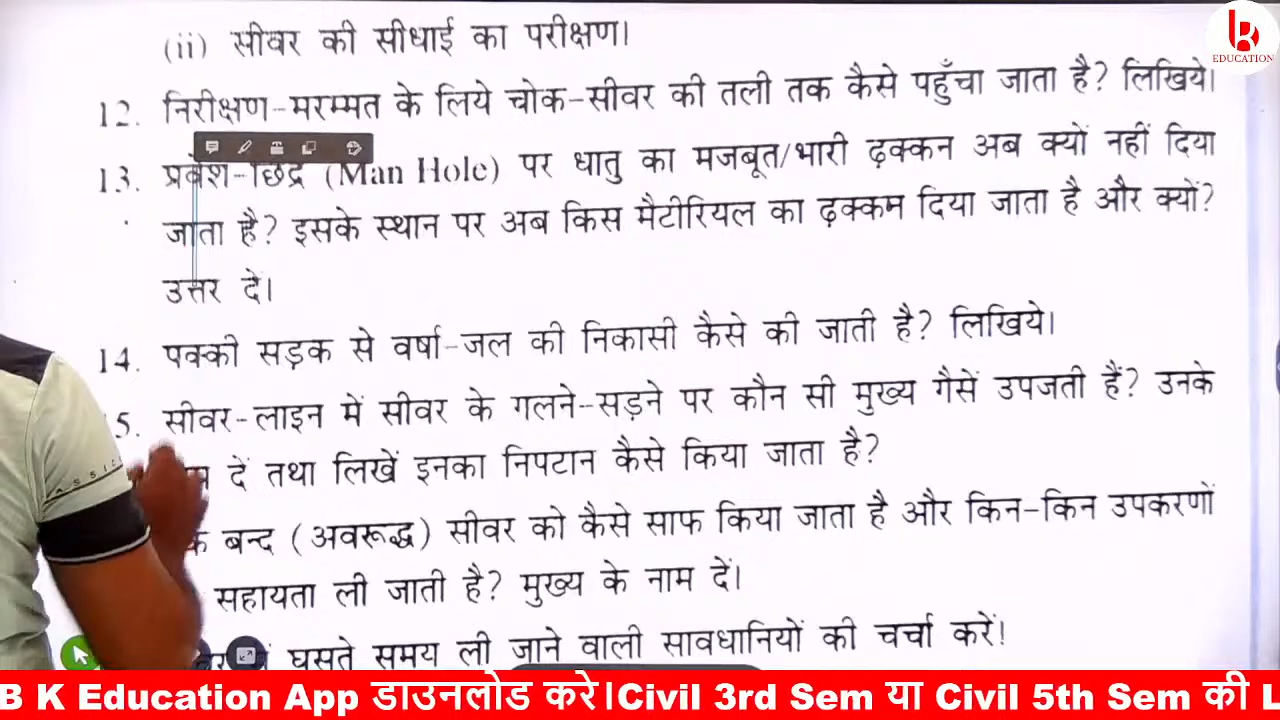 (ii) सीवर की सीधाई का परीक्षण।
EDUCATION
12. निरीक्षण-मरम्मत के लिये चोक-सीवर की तली तक कैसे पहुँचा जाता है? लिखिये।
13. प्रवेश-छिद्र (Man Hole) पर धातु का मजबूत/भारी ढ़क्कन अब क्यों नहीं दिया
जाता है? इसके स्थान पर अब किस मैटीरियल का ढ़क्कम दिया जाता है और क्यों?
उत्तर दें।
14. पक्की सड़क से वर्षा-जल की निकासी कैसे की जाती है? लिखिये।
15. सीवर-लाइन में सीवर के गलने-सड़ने पर कौन सी मुख्य गैसें उपजती हैं? उनके
दें तथा लिखें इनका निपटान कैसे किया जाता है?
बन्द (अवरूद्ध) सीवर को कैसे साफ किया जाता है और किन-किन उपकरणों
सहायता ली जाती है? मुख्य के नाम दें।
घुसते समय ली जाने वाली सावधानियों की चर्चा करें!
B K Education App डाउनलोड करे।Civil 3rd Sem या Civil 5th Sem की